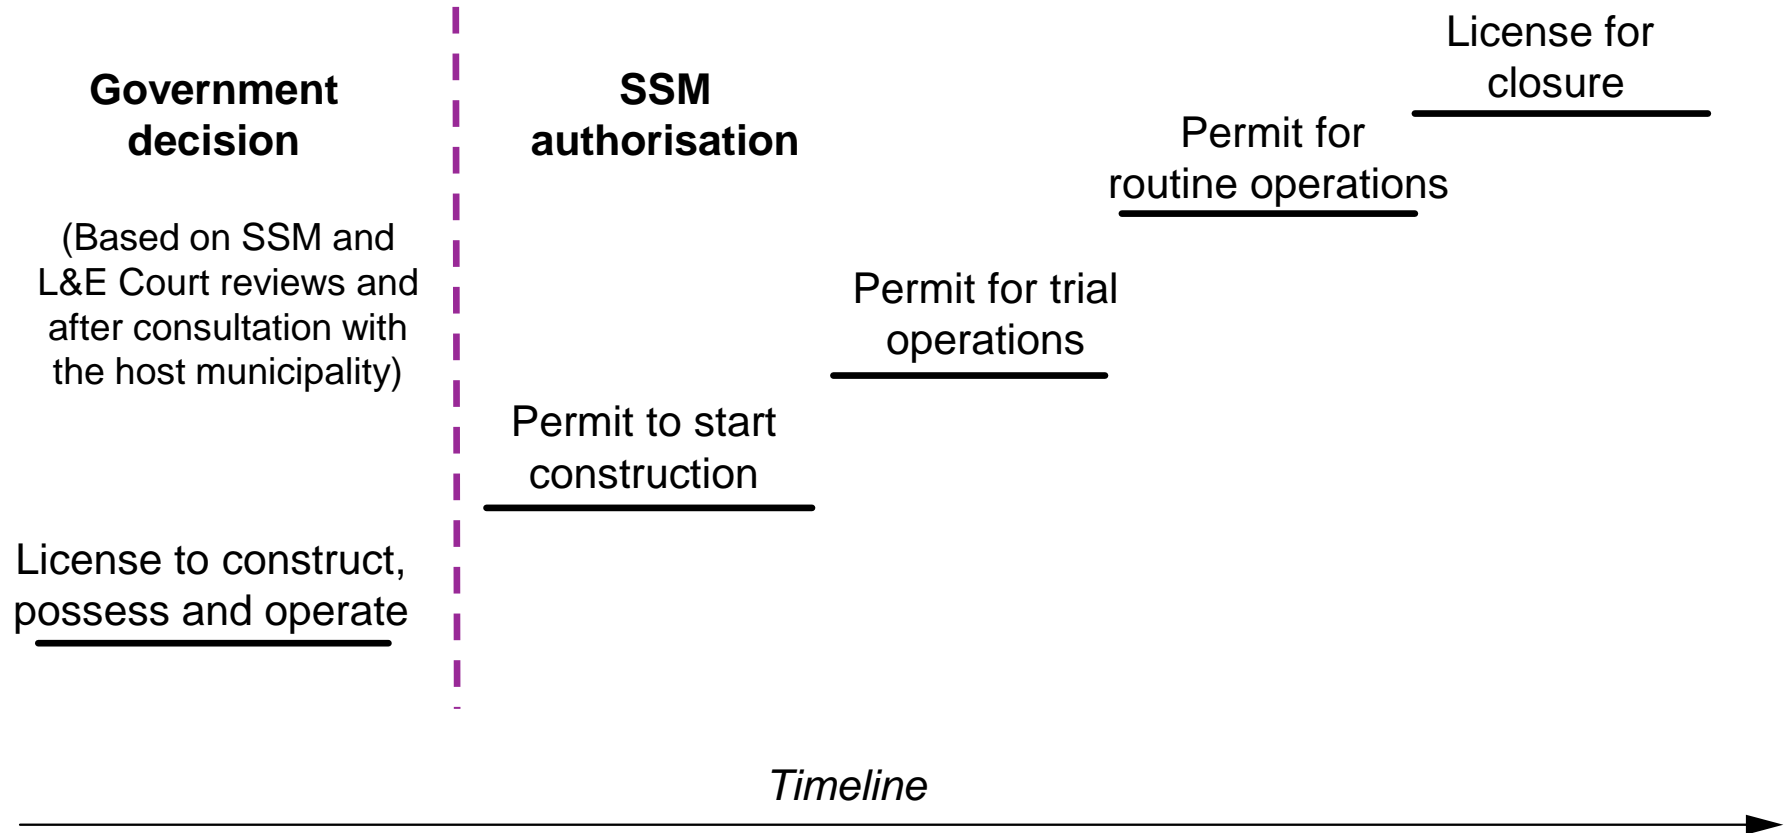 Government
decision
(Based on SSM and
L&E Court reviews and
after consultation with
the host municipality)
License to construct,
possess and operate
SSM
authorisation
Permit to start
construction
Permit for trial
operations
Permit for
routine operations
License for
closure
Timeline